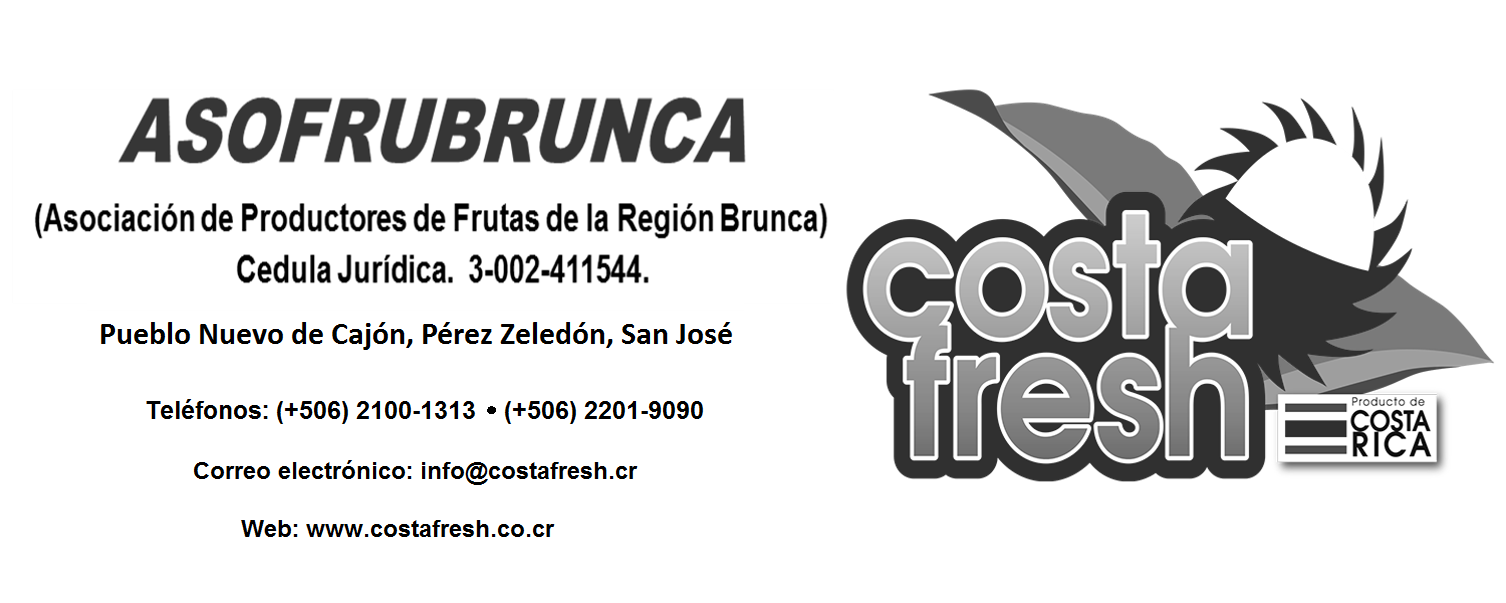 ASOFRUBRUNCA
(Asociación de Productores de Frutas de la Región Brunca)
Cedula Jurídica.  3-002-411544.
Pueblo Nuevo de Cajón, Pérez Zeledón, San José
Teléfonos: (+506) 2100-1313 • (+506) 2201-9090
Correo electrónico: info@costafresh.cr
Web: www.costafresh.co.cr
costa
fresh
Producto de
COSTA
RICA